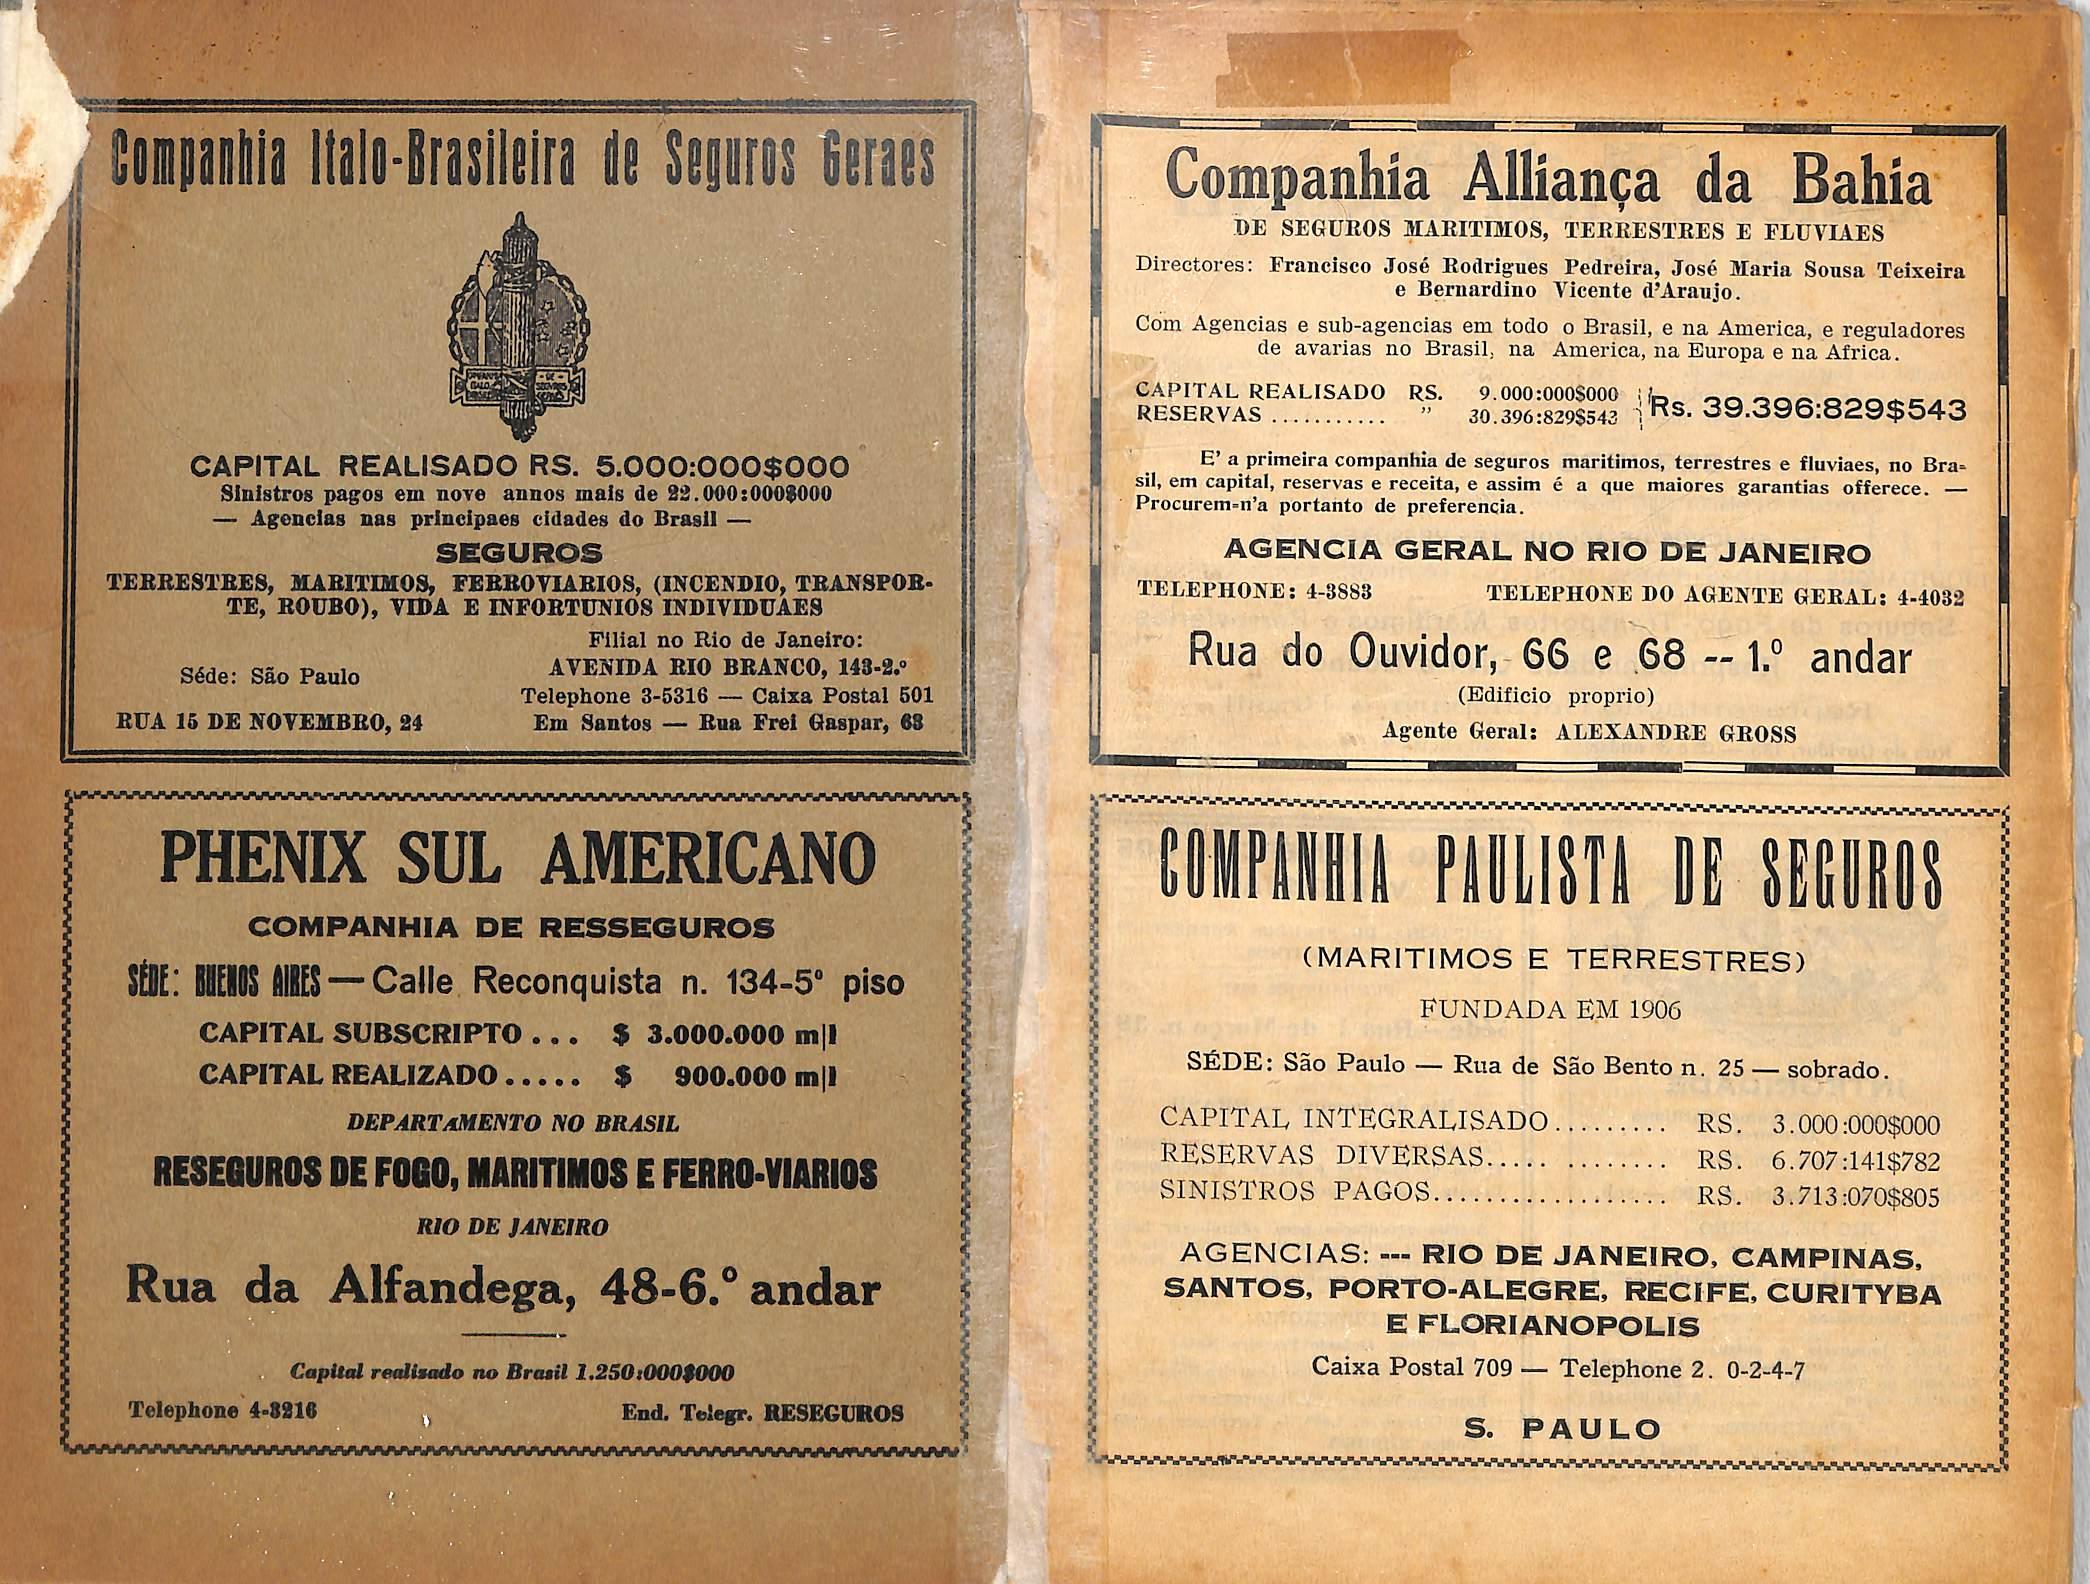 Companhia Italo-Brasileira de Seguros Geraes
COMPANHIA
ITALO
BRASILEIRA
DE
SEGUROS
GERAES
CAPITAL REALISADO RS. 5.000:000$000
Sinistros pagos em nove annos mais de 22.000:000$000
— Agencias nas principaes cidades do Brasil —
SEGUROS
TERRESTRES, MARITIMOS, FERROVIARIOS, (INCENDIO, TRANSPOR-
TE, ROUBO), VIDA E INFORTUNIOS INDIVIDUAES
Séde: São Paulo
RUA 15 DE NOVEMBRO, 24
Filial no Rio de Janeiro:
AVENIDA RIO BRANCO, 143-2.º
Telephone 3-5316 — Caixa Postal 501
Em Santos — Rua Frei Gaspar, 63
PHENIX SUL AMERICANO
COMPANHIA DE RESSEGUROS
SÉDE: BUENOS AIRES — Calle Reconquista n. 134-5º piso
CAPITAL SUBSCRIPTO ... $ 3.000.000 m|l
CAPITAL REALIZADO ..... $ 900.000 m|l
DEPARTAMENTO NO BRASIL
RESEGUROS DE FOGO, MARITIMOS E FERRO-VIARIOS
RIO DE JANEIRO
Rua da Alfandega, 48-6.º andar
Capital realisado no Brasil 1.250:000$000
Telephone 4-3216 End. Telegr. RESEGUROS
Companhia Alliança da Bahia
DE SEGUROS MARITIMOS, TERRESTRES E FLUVIAES
Directores: Francisco José Rodrigues Pedreira, José Maria Sousa Teixeira
e Bernardino Vicente d'Araujo.
Com Agencias e sub-agencias em todo o Brasil, e na America, e reguladores
de avarias no Brasil, na America, na Europa e na Africa.
CAPITAL REALISADO RS. 9.000:000$000
RESERVAS ........... " 30.396:829$543
Rs. 39.396:829$543
E' a primeira companhia de seguros maritimos, terrestres e fluviaes, no Bra=
sil, em capital, reservas e receita, e assim é a que maiores garantias offerece. —
Procurem=n'a portanto de preferencia.
AGENCIA GERAL NO RIO DE JANEIRO
TELEPHONE: 4-3883 TELEPHONE DO AGENTE GERAL: 4-4032
Rua do Ouvidor, 66 e 68 -- 1.º andar
(Edificio proprio)
Agente Geral: ALEXANDRE GROSS
COMPANHIA PAULISTA DE SEGUROS
(MARITIMOS E TERRESTRES)
FUNDADA EM 1906
SÉDE: São Paulo — Rua de São Bento n. 25 — sobrado.
CAPITAL INTEGRALISADO ......... RS. 3.000:000$000
RESERVAS DIVERSAS..... ........ RS. 6.707:141$782
SINISTROS PAGOS.................. RS. 3.713:070$805
AGENCIAS: --- RIO DE JANEIRO, CAMPINAS,
SANTOS, PORTO-ALEGRE, RECIFE, CURITYBA
E FLORIANOPOLIS
Caixa Postal 709 — Telephone 2. 0-2-4-7
S. PAULO